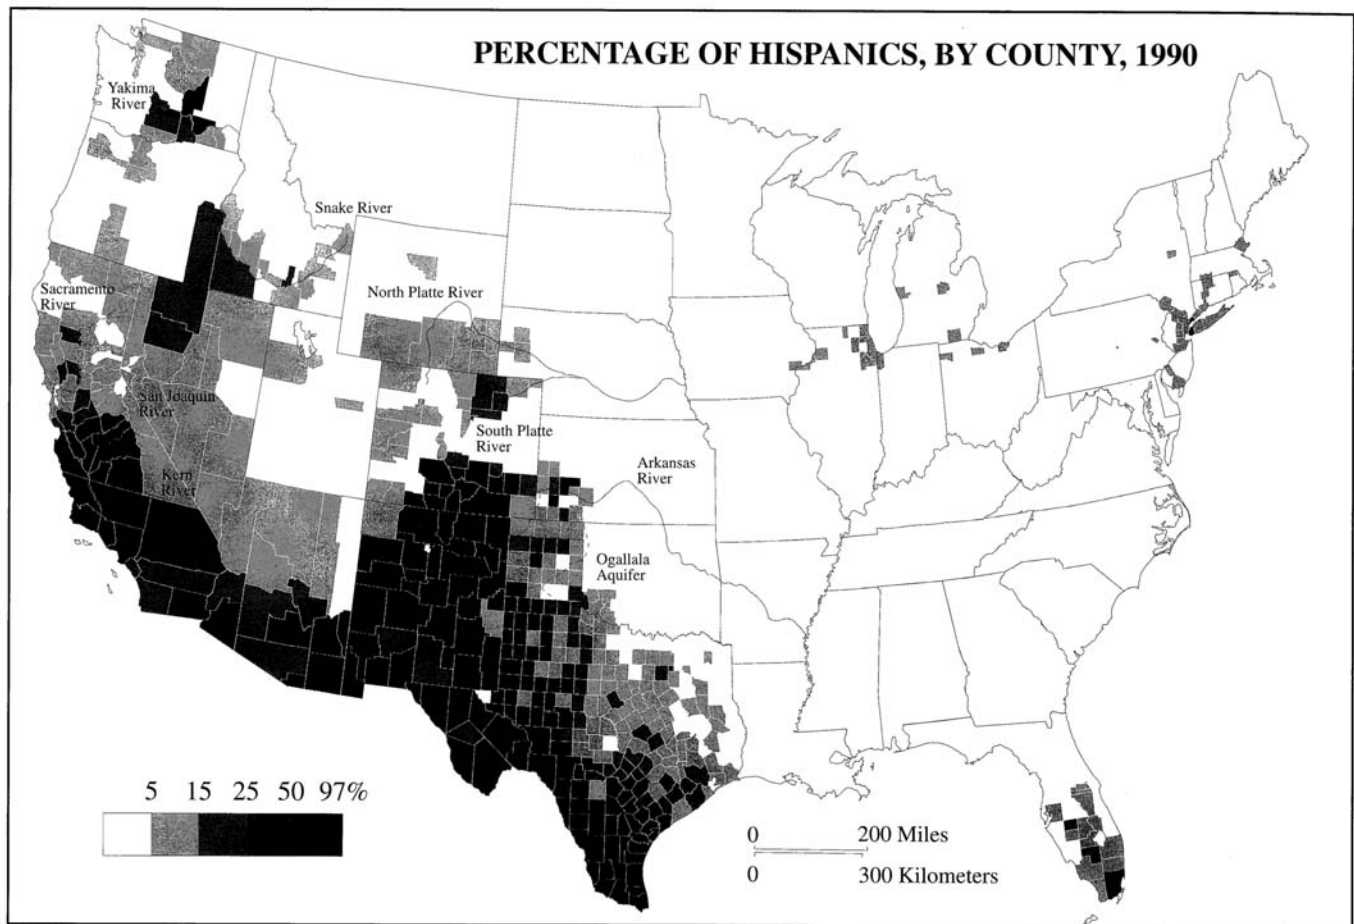 PERCENTAGE OF HISPANICS, BY COUNTY, 1990
Yakima
River
Snake River
Sacramento
River
North Platte River
San Joaquin
River
South Platte
River
Kern
River
Arkansas
River
Ogallala
Aquifer
5 15 25 50 97%
0 200 Miles
0 300 Kilometers